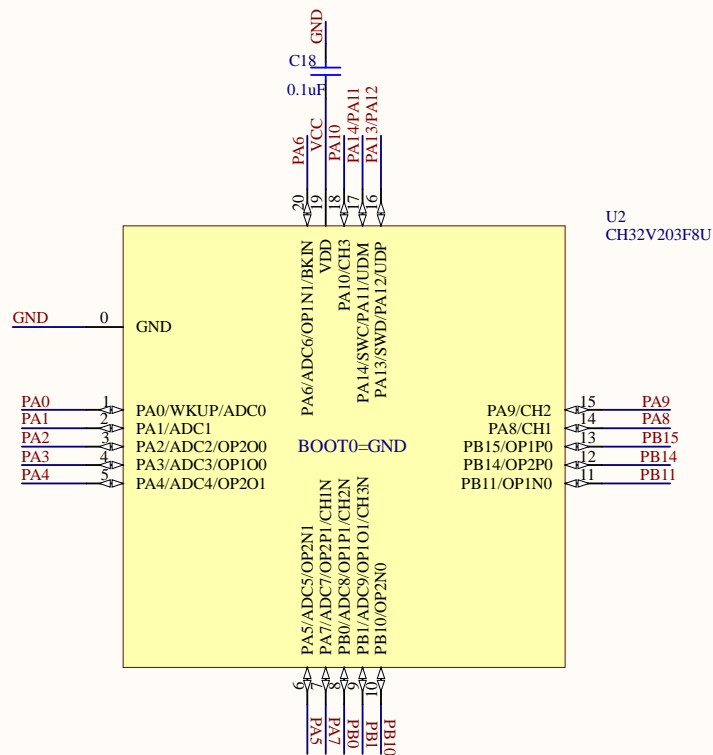 GND
C18
0.1uF
PA6
VCC
PA10
PA14/PA11
PA13/PA12
20
19
18
17
16
U2
CH32V203F8U
PA6/ADC6/OP1N1/BKIN
VDD
PA10/CH3
PA14/SWC/PA11/UDM
PA13/SWD/PA12/UDP
GND 0 GND
PA0 1 PA0/WKUP/ADC0
PA1 2 PA1/ADC1
PA2 3 PA2/ADC2/OP2O0
PA3 4 PA3/ADC3/OP1O0
PA4 5 PA4/ADC4/OP2O1
BOOT0=GND
PA9/CH2 15 PA9
PA8/CH1 14 PA8
PB15/OP1P0 13 PB15
PB14/OP2P0 12 PB14
PB11/OP1N0 11 PB11
PA5/ADC5/OP2N1
PA7/ADC7/OP2P1/CH1N
PB0/ADC8/OP1P1/CH2N
PB1/ADC9/OP1O1/CH3N
PB10/OP2N0
6
7
8
9
10
PA5
PA7
PB0
PB1
PB10